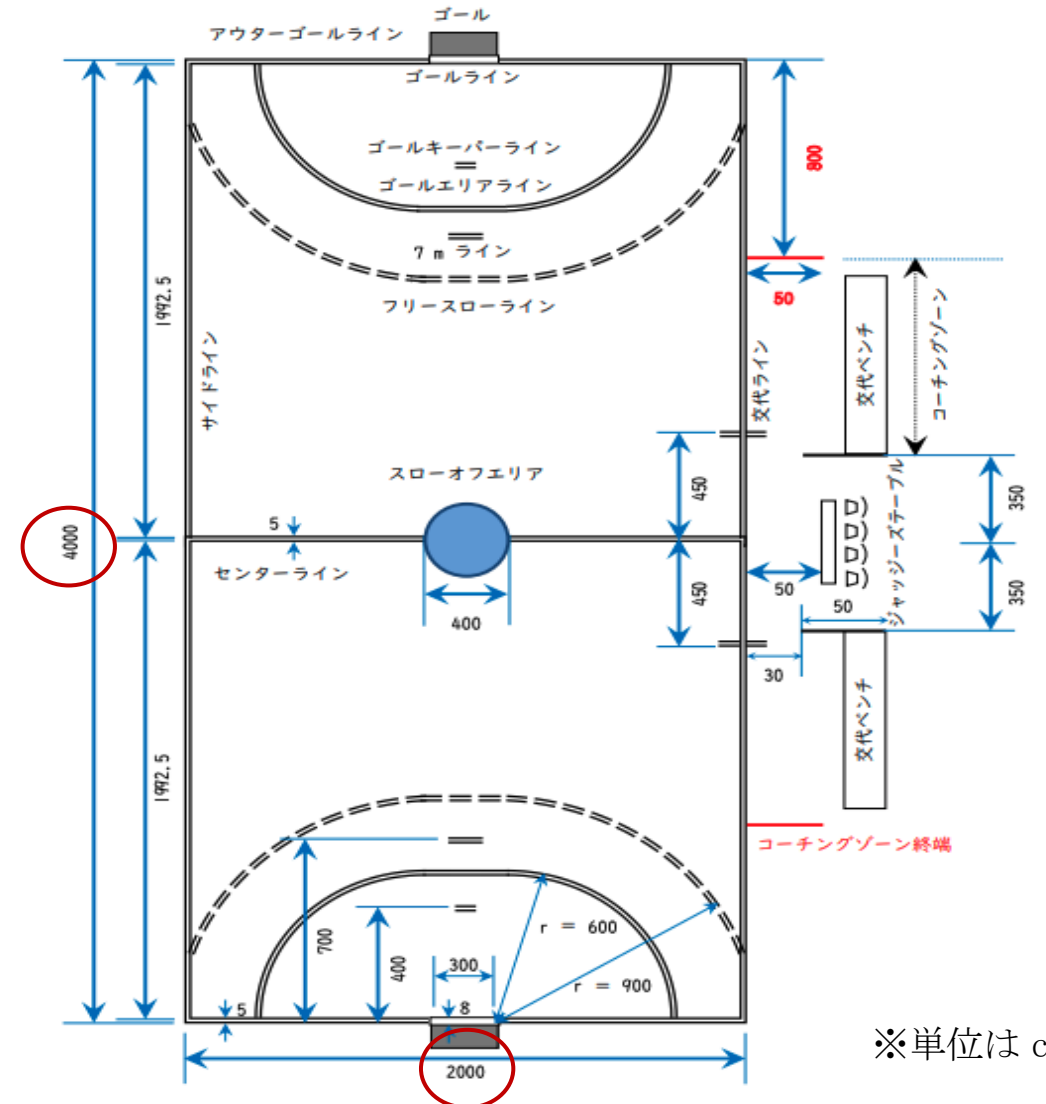 ゴール
アウターゴールライン
ゴールライン
ゴールキーパーライン
ゴールエリアライン
7 m ライン
フリースローライン
800
50
1992.5
サイドライン
交代ライン
交代ベンチ
コーチングゾーン
スローオフエリア
450
350
4000
5
センターライン
400
450
50
ジャッジーズテーブル
50
350
30
1992.5
交代ベンチ
コーチングゾーン終端
700
400
300
r = 600
r = 900
5
8
2000
※単位は c